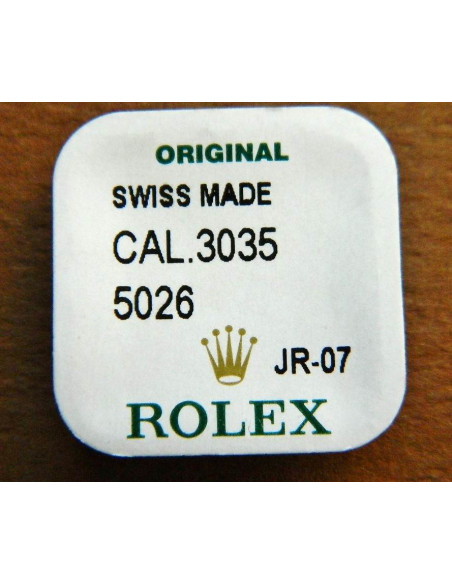 ORIGINAL
SWISS MADE
CAL.3035
5026
JR-07
ROLEX